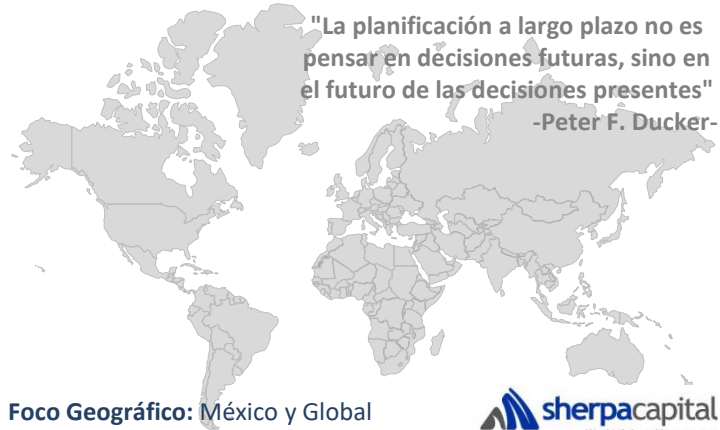 "La planificación a largo plazo no es
pensar en decisiones futuras, sino en
el futuro de las decisiones presentes"
-Peter F. Ducker-
Foco Geográfico: México y Global
sherpacapital